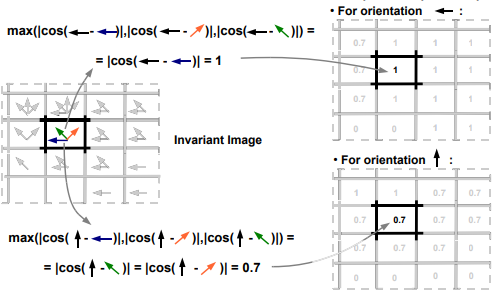 • For orientation ← :
max(|cos(←-←)|,|cos(←-↗)|,|cos(←-↖)|) =
= |cos(←-←)| = 1
0.7 1 1 1
0.7 1 1 1
0.7 1 1 1
0 0 1 1
Invariant Image
• For orientation ↑ :
1 1 0.7 0.7
0.7 0.7 0.7 0.7
0.7 0.7 0.7 0
0 0 0 0
max(|cos(↑-←)|,|cos(↑-↗)|,|cos(↑-↖)|) =
= |cos(↑-↖)| = |cos(↑-↗)| = 0.7